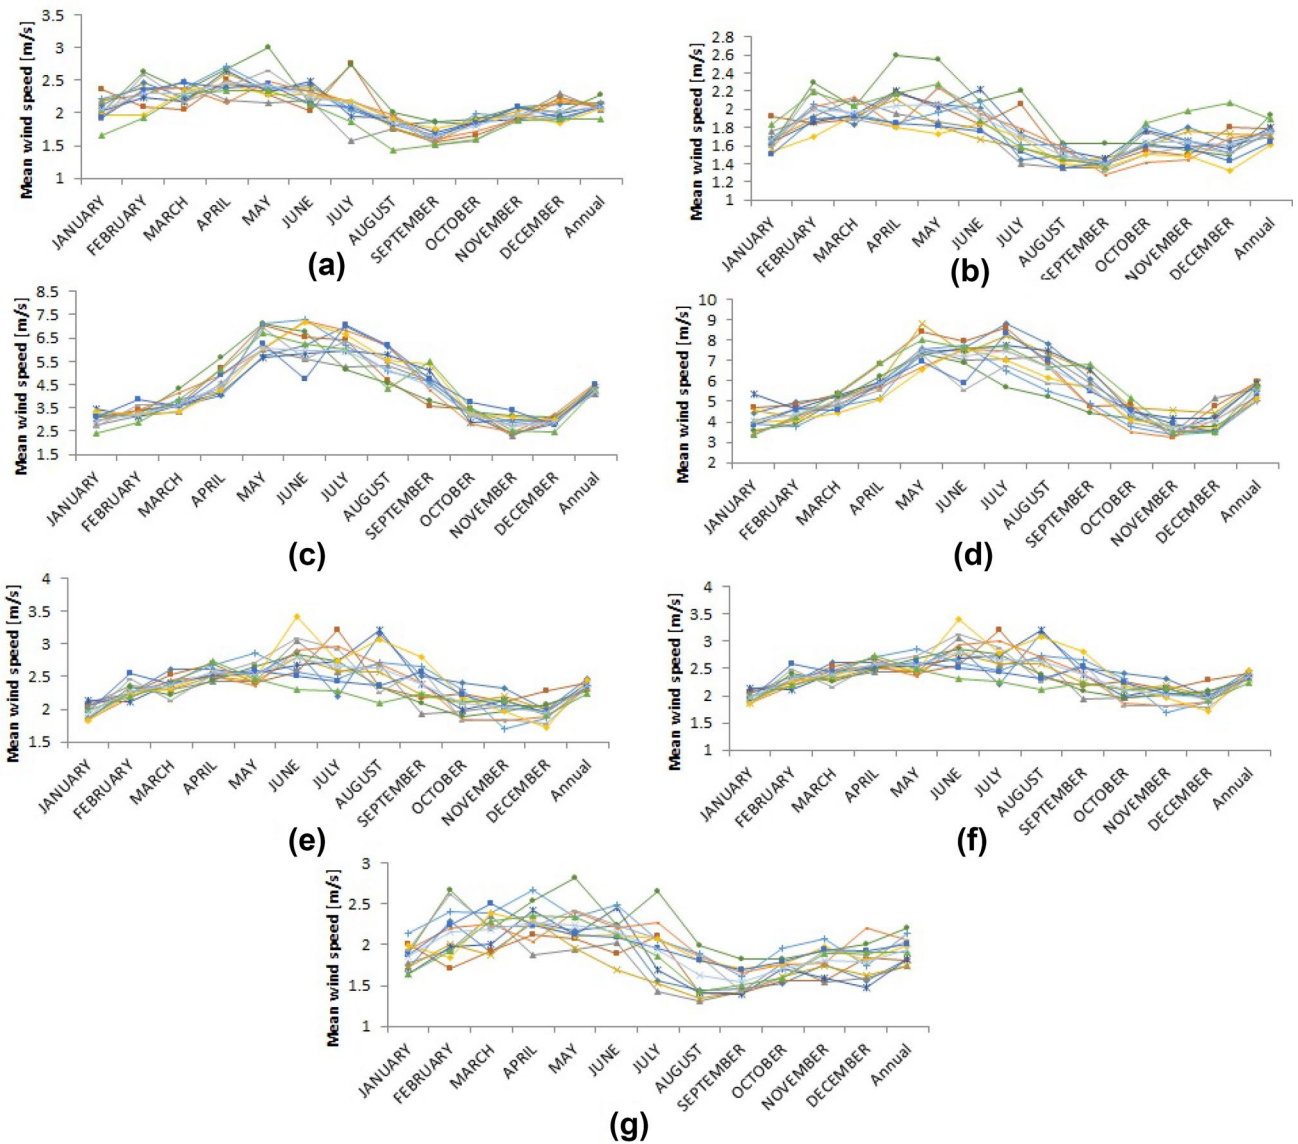 Mean wind speed [m/s]
3.5
3
2.5
2
1.5
1
JANUARY
FEBRUARY
MARCH
APRIL
MAY
JUNE
JULY
AUGUST
SEPTEMBER
OCTOBER
NOVEMBER
DECEMBER
Annual
(a)
Mean wind speed [m/s]
2.8
2.6
2.4
2.2
2
1.8
1.6
1.4
1.2
1
JANUARY
FEBRUARY
MARCH
APRIL
MAY
JUNE
JULY
AUGUST
SEPTEMBER
OCTOBER
NOVEMBER
DECEMBER
Annual
(b)
Mean wind speed [m/s]
8.5
7.5
6.5
5.5
4.5
3.5
2.5
1.5
JANUARY
FEBRUARY
MARCH
APRIL
MAY
JUNE
JULY
AUGUST
SEPTEMBER
OCTOBER
NOVEMBER
DECEMBER
Annual
(c)
Mean wind speed [m/s]
10
9
8
7
6
5
4
3
2
JANUARY
FEBRUARY
MARCH
APRIL
MAY
JUNE
JULY
AUGUST
SEPTEMBER
OCTOBER
NOVEMBER
DECEMBER
Annual
(d)
Mean wind speed [m/s]
4
3.5
3
2.5
2
1.5
JANUARY
FEBRUARY
MARCH
APRIL
MAY
JUNE
JULY
AUGUST
SEPTEMBER
OCTOBER
NOVEMBER
DECEMBER
Annual
(e)
Mean wind speed [m/s]
4
3.5
3
2.5
2
1.5
1
JANUARY
FEBRUARY
MARCH
APRIL
MAY
JUNE
JULY
AUGUST
SEPTEMBER
OCTOBER
NOVEMBER
DECEMBER
Annual
(f)
Mean wind speed [m/s]
3
2.5
2
1.5
1
JANUARY
FEBRUARY
MARCH
APRIL
MAY
JUNE
JULY
AUGUST
SEPTEMBER
OCTOBER
NOVEMBER
DECEMBER
Annual
(g)